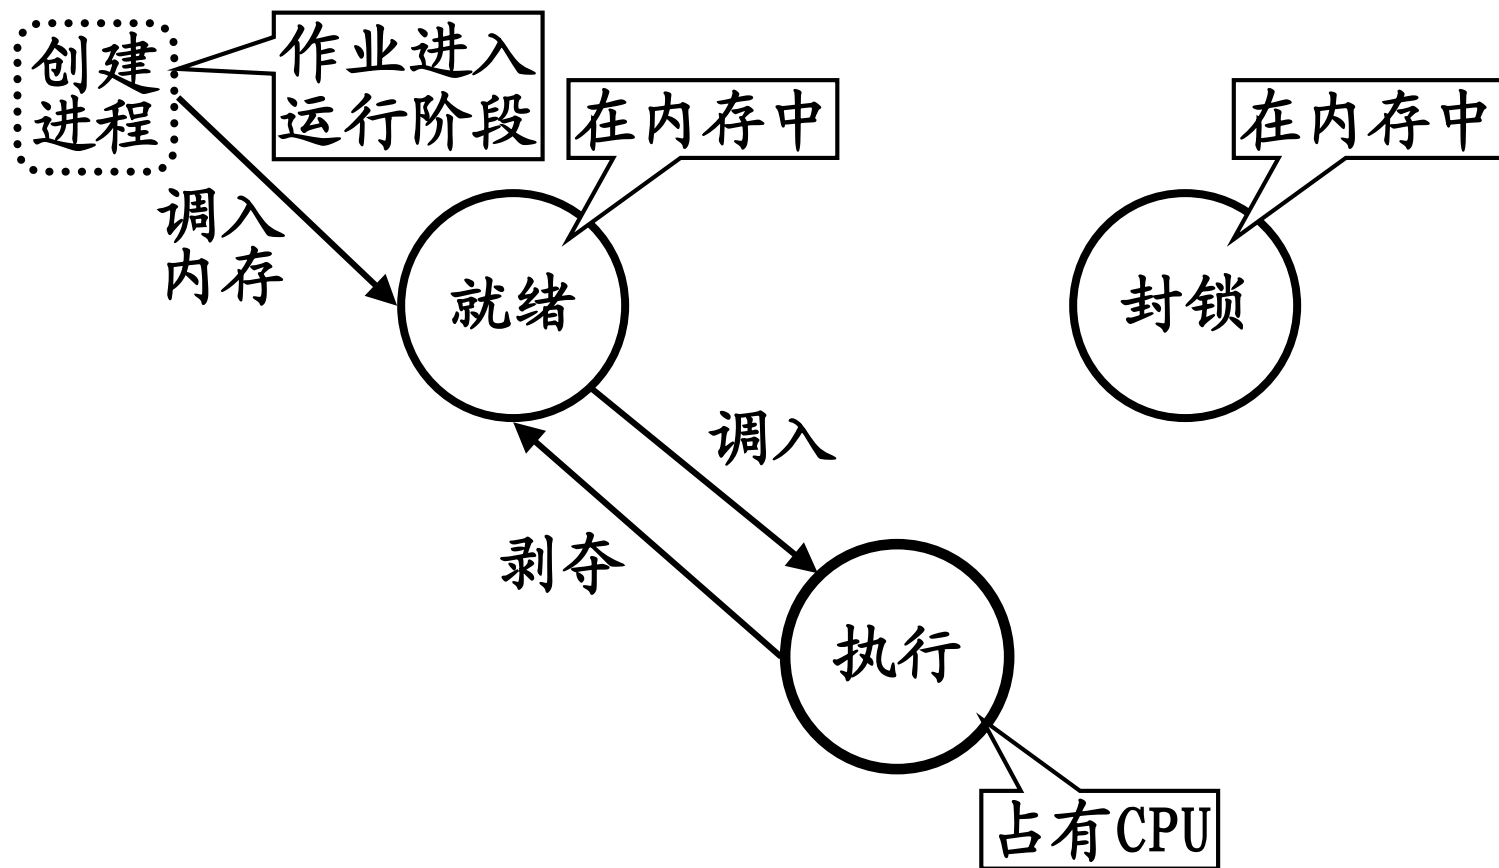 创建
进程
作业进入
运行阶段
在内存中
在内存中
调入
内存
就绪
封锁
调入
剥夺
执行
占有CPU